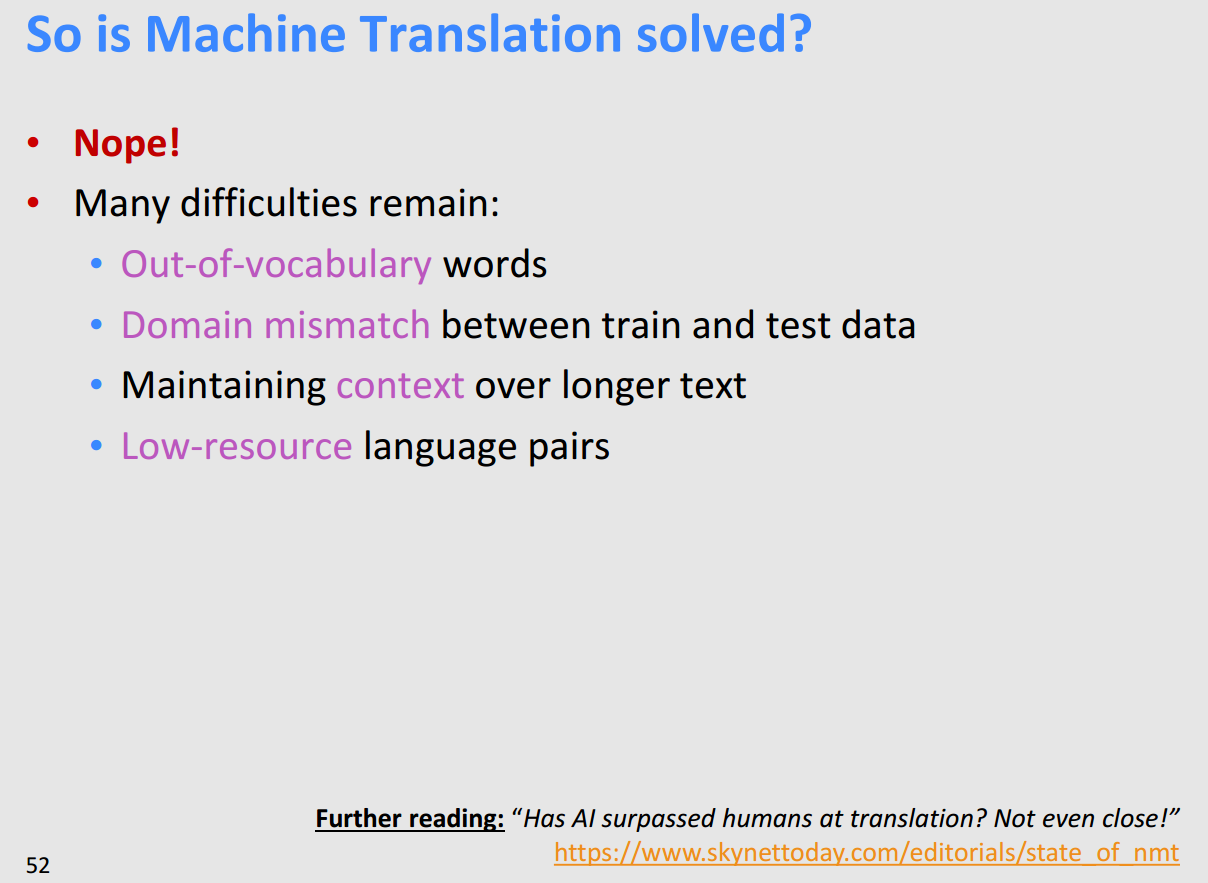 So is Machine Translation solved?
• Nope!
• Many difficulties remain:
• Out-of-vocabulary words
• Domain mismatch between train and test data
• Maintaining context over longer text
• Low-resource language pairs
Further reading: “Has AI surpassed humans at translation? Not even close!”
https://www.skynettoday.com/editorials/state_of_nmt
52